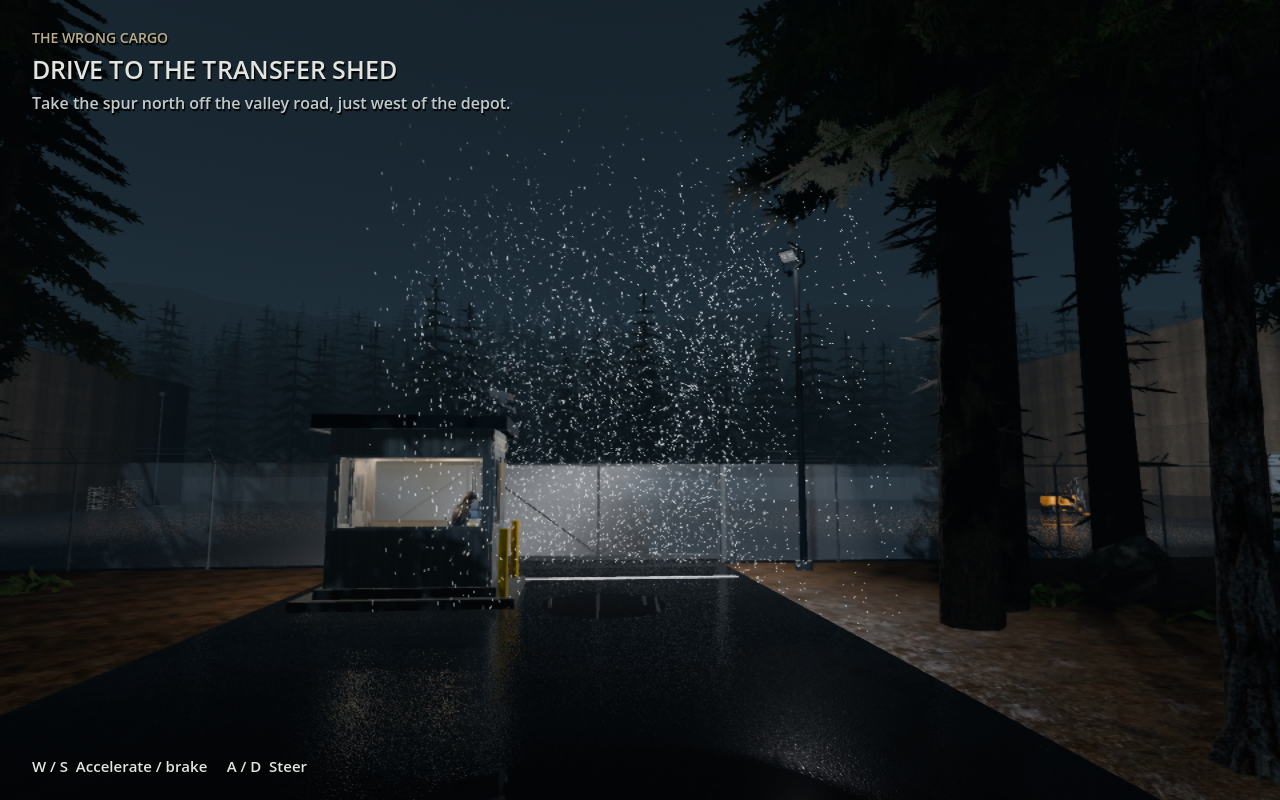 THE WRONG CARGO
DRIVE TO THE TRANSFER SHED
Take the spur north off the valley road, just west of the depot.
W / S Accelerate / brake A / D Steer